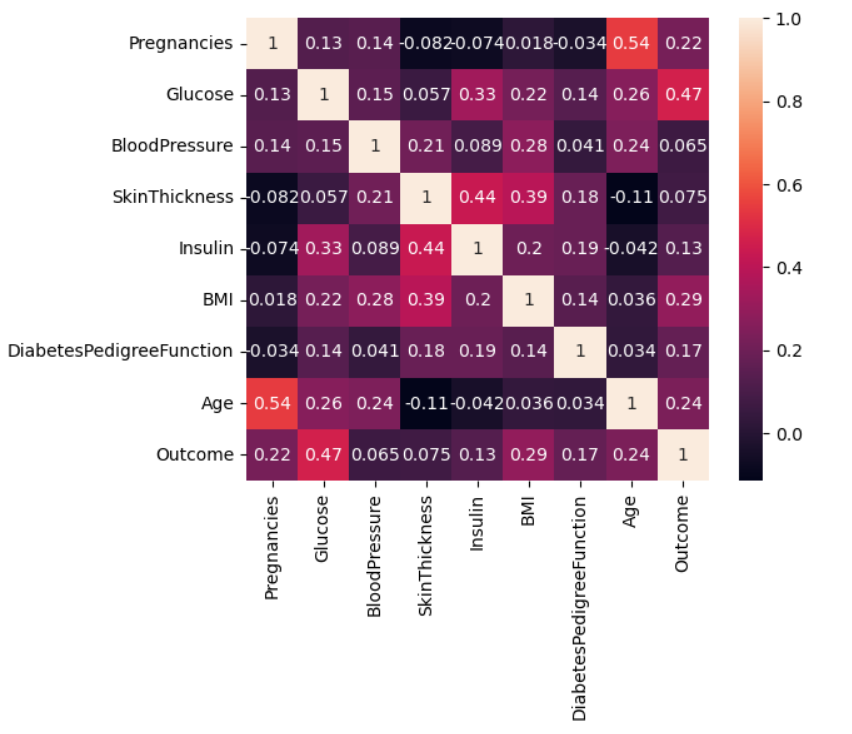 Pregnancies 1 0.13 0.14 -0.082 -0.074 0.018 -0.034 0.54 0.22
Glucose 0.13 1 0.15 0.057 0.33 0.22 0.14 0.26 0.47
BloodPressure 0.14 0.15 1 0.21 0.089 0.28 0.041 0.24 0.065
SkinThickness -0.082 0.057 0.21 1 0.44 0.39 0.18 -0.11 0.075
Insulin -0.074 0.33 0.089 0.44 1 0.2 0.19 -0.042 0.13
BMI 0.018 0.22 0.28 0.39 0.2 1 0.14 0.036 0.29
DiabetesPedigreeFunction -0.034 0.14 0.041 0.18 0.19 0.14 1 0.034 0.17
Age 0.54 0.26 0.24 -0.11 -0.042 0.036 0.034 1 0.24
Outcome 0.22 0.47 0.065 0.075 0.13 0.29 0.17 0.24 1
Pregnancies
Glucose
BloodPressure
SkinThickness
Insulin
BMI
DiabetesPedigreeFunction
Age
Outcome
1.0
0.8
0.6
0.4
0.2
0.0